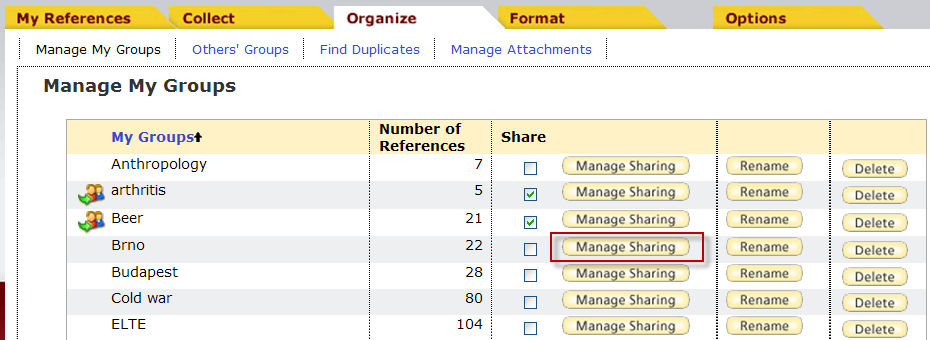 My References Collect Organize Format Options
Manage My Groups Others' Groups Find Duplicates Manage Attachments
Manage My Groups
My Groups Number of References Share
Anthropology 7 Manage Sharing Rename Delete
arthritis 5 Manage Sharing Rename Delete
Beer 21 Manage Sharing Rename Delete
Brno 22 Manage Sharing Rename Delete
Budapest 28 Manage Sharing Rename Delete
Cold war 80 Manage Sharing Rename Delete
ELTE 104 Manage Sharing Rename Delete